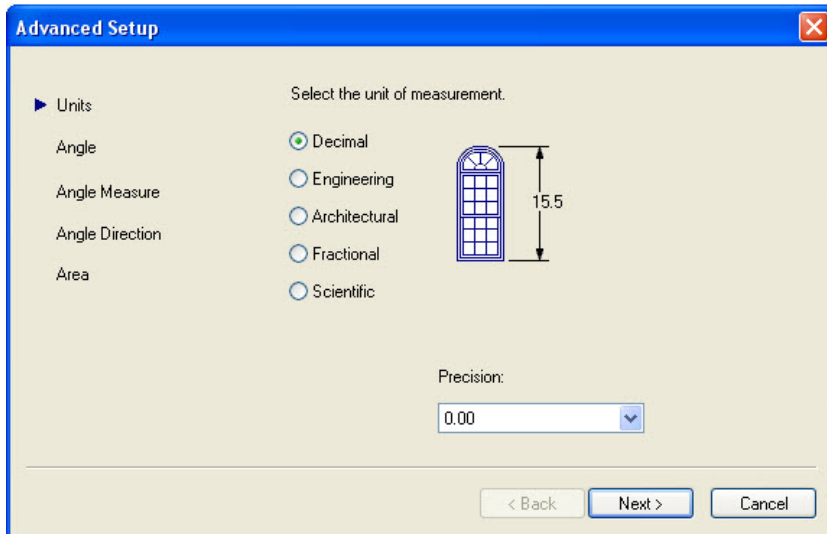 Advanced Setup
Select the unit of measurement.
Units
Angle
Angle Measure
Angle Direction
Area
Decimal
Engineering
Architectural
Fractional
Scientific
15.5
Precision:
0.00
< Back
Next >
Cancel